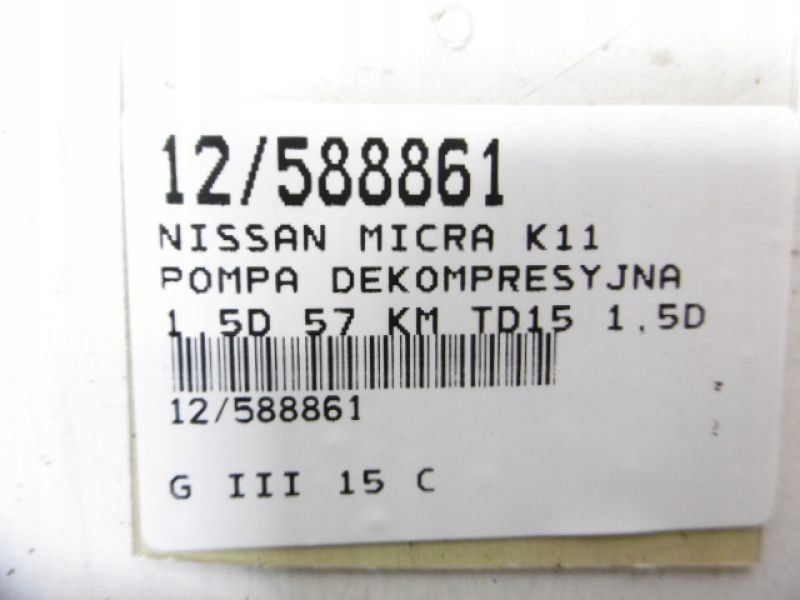 12/588861
NISSAN MICRA K11
POMPA DEKOMPRESYJNA
1.5D 57 KM TD15 1.5D
12/588861
G III 15 C